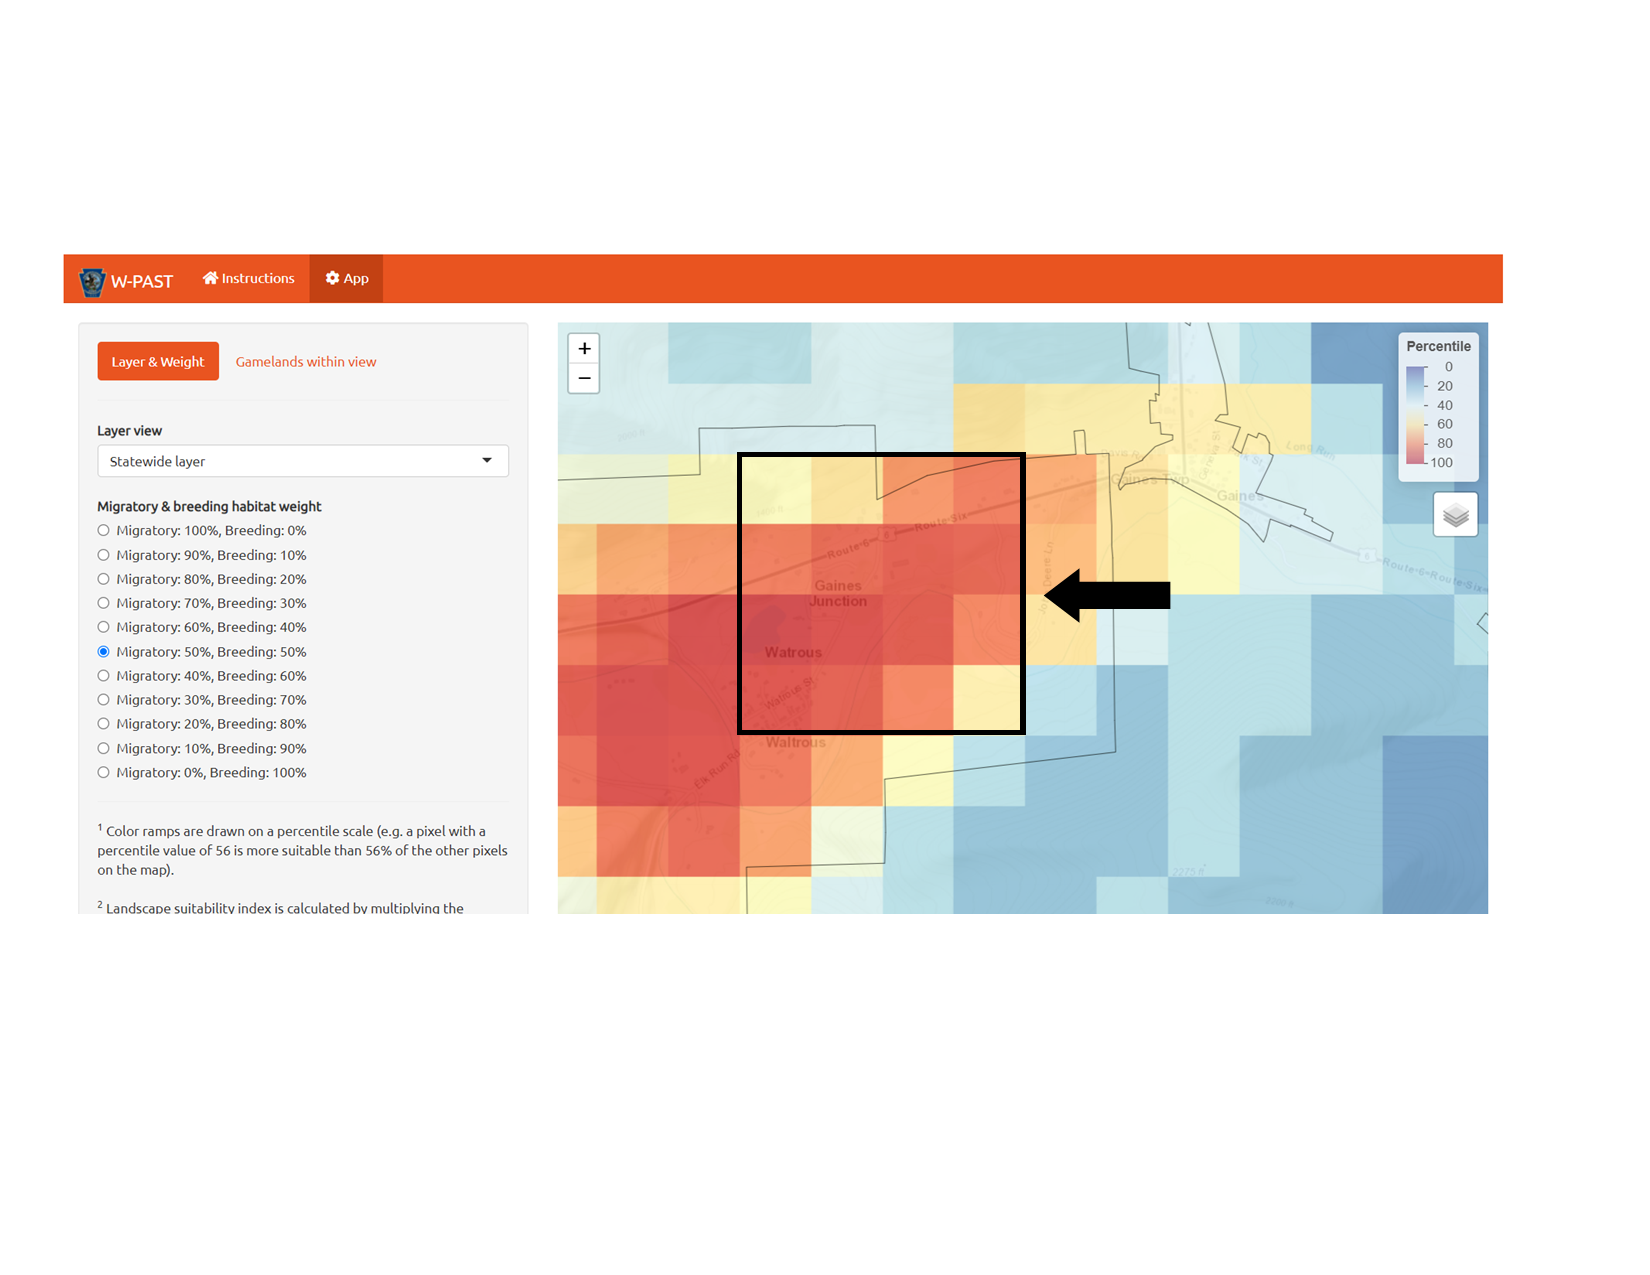 W-PAST Instructions App
Layer & Weight Gamelands within view
Layer view
Statewide layer
Migratory & breeding habitat weight
Migratory: 100%, Breeding: 0%
Migratory: 90%, Breeding: 10%
Migratory: 80%, Breeding: 20%
Migratory: 70%, Breeding: 30%
Migratory: 60%, Breeding: 40%
Migratory: 50%, Breeding: 50%
Migratory: 40%, Breeding: 60%
Migratory: 30%, Breeding: 70%
Migratory: 20%, Breeding: 80%
Migratory: 10%, Breeding: 90%
Migratory: 0%, Breeding: 100%
1 Color ramps are drawn on a percentile scale (e.g. a pixel with a
percentile value of 56 is more suitable than 56% of the other pixels
on the map).
2 Landscape suitability index is calculated by multiplying the
+
−
Percentile
0
20
40
60
80
100
Long Run
Gaines Twp
Gaines
Route 6
6
Route Six
6
Route-6-Route-Six
Gaines
Junction
Watrous
Watrous St
Waltrous
Elk Run Rd
P
2275 ft
2200 ft